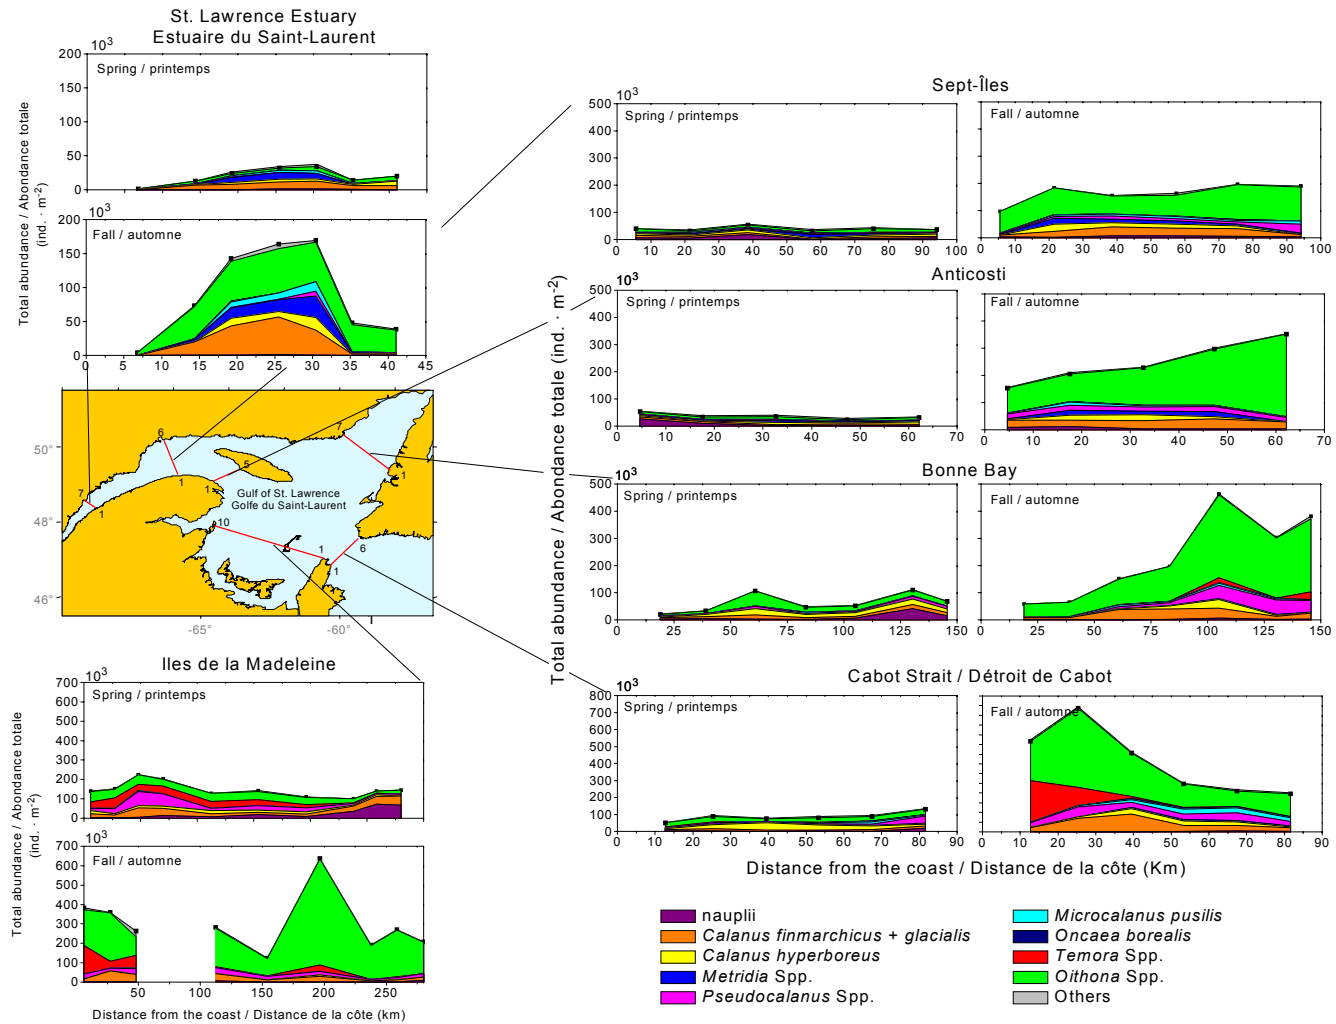 St. Lawrence Estuary
Estuaire du Saint-Laurent
10³
Spring / printemps
200
150
100
50
0
10³
Fall / automne
200
150
100
50
0
0 5 10 15 20 25 30 35 40 45
Total abundance / Abondance totale
(ind. · m⁻²)
Sept-Îles
10³
Spring / printemps
500
400
300
200
100
0
0 10 20 30 40 50 60 70 80 90 100
Fall / automne
0 10 20 30 40 50 60 70 80 90 100
Anticosti
10³
Spring / printemps
500
400
300
200
100
0
0 10 20 30 40 50 60 70
Fall / automne
0 10 20 30 40 50 60 70
Bonne Bay
10³
Spring / printemps
500
400
300
200
100
0
0 25 50 75 100 125 150
Fall / automne
0 25 50 75 100 125 150
Cabot Strait / Détroit de Cabot
10³
Spring / printemps
800
700
600
500
400
300
200
100
0
0 10 20 30 40 50 60 70 80 90
Fall / automne
0 10 20 30 40 50 60 70 80 90
Total abundance / Abondance totale (ind. · m⁻²)
Distance from the coast / Distance de la côte (Km)
50°
48°
46°
-65°
-60°
6
1
7
1
5
1
7
1
10
1
6
1
Gulf of St. Lawrence
Golfe du Saint-Laurent
Iles de la Madeleine
10³
Spring / printemps
700
600
500
400
300
200
100
0
Fall / automne
700
600
500
400
300
200
100
0
50 100 150 200 250
Total abundance / Abondance totale
(ind. · m⁻²)
Distance from the coast / Distance de la côte (km)
nauplii
Calanus finmarchicus + glacialis
Calanus hyperboreus
Metridia Spp.
Pseudocalanus Spp.
Microcalanus pusilis
Oncaea borealis
Temora Spp.
Oithona Spp.
Others